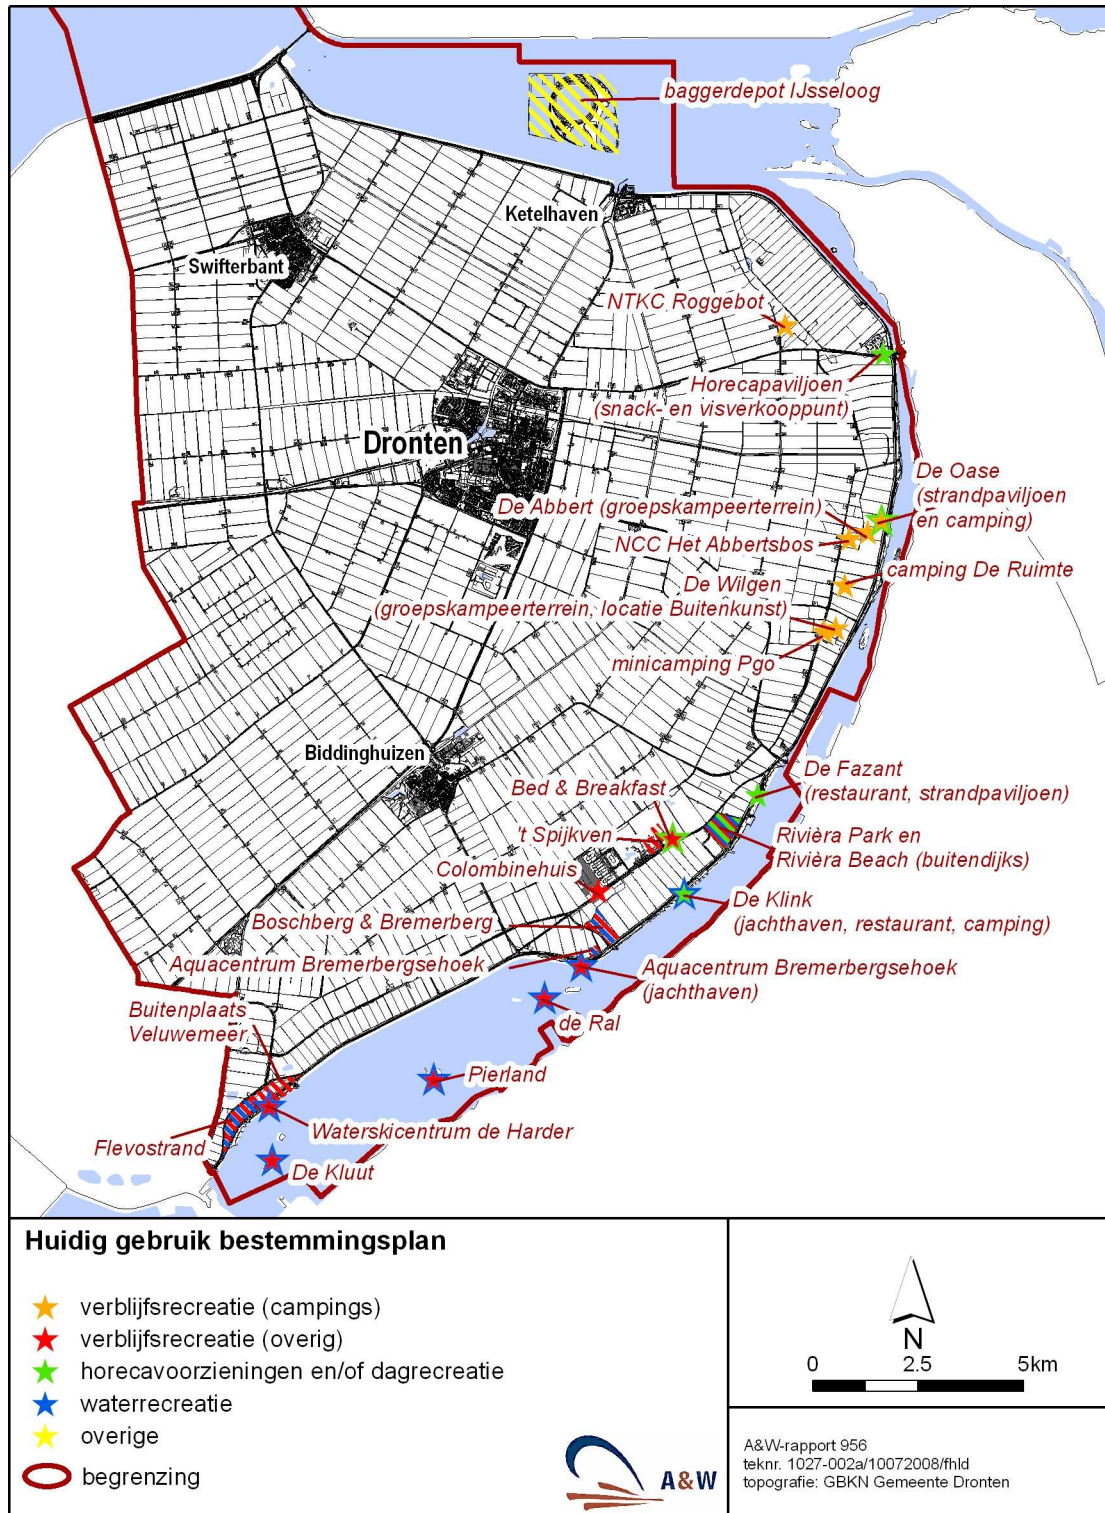 baggerdepot IJsseloog
Ketelhaven
Swifterbant
NTKC Roggebot
Horecapaviljoen
(snack- en visverkooppunt)
Dronten
De Oase
(strandpaviljoen
en camping)
De Abbert (groepskampeerterrein)
NCC Het Abbertsbos
camping De Ruimte
De Wilgen
(groepskampeerterrein, locatie Buitenkunst)
minicamping Pgo
Biddinghuizen
De Fazant
(restaurant, strandpaviljoen)
Bed & Breakfast
't Spijkven
Rivièra Park en
Rivièra Beach (buitendijks)
Colombinehuis
De Klink
(jachthaven, restaurant, camping)
Boschberg & Bremerberg
Aquacentrum Bremerbergsehoek
Aquacentrum Bremerbergsehoek
(jachthaven)
Buitenplaats
Veluwemeer
de Ral
Pierland
Flevostrand
Waterskicentrum de Harder
De Kluut
Huidig gebruik bestemmingsplan
verblijfsrecreatie (campings)
verblijfsrecreatie (overig)
horecavoorzieningen en/of dagrecreatie
waterrecreatie
overige
begrenzing
A&W
N
0 2.5 5km
A&W-rapport 956
teknr. 1027-002a/10072008/fhld
topografie: GBKN Gemeente Dronten